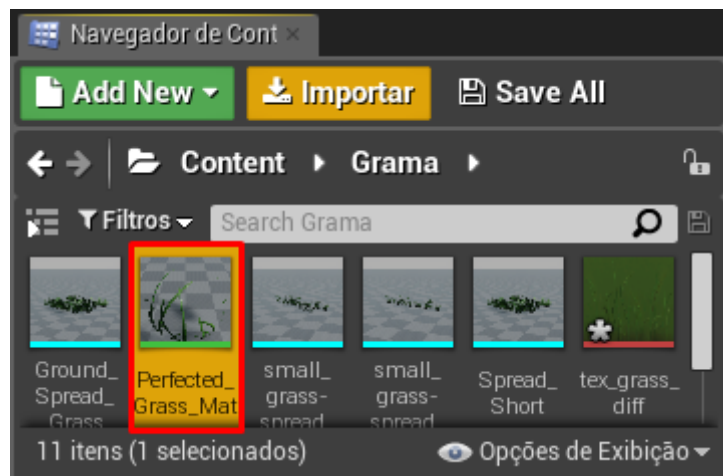 Navegador de Cont
Add New Importar Save All
Content Grama
Filtros Search Grama
Ground_ Spread_ Grass
Perfected_ Grass_Mat
small_ grass- spread
small_ grass- spread
Spread_ Short
tex_grass_ diff
11 itens (1 selecionados) Opções de Exibição